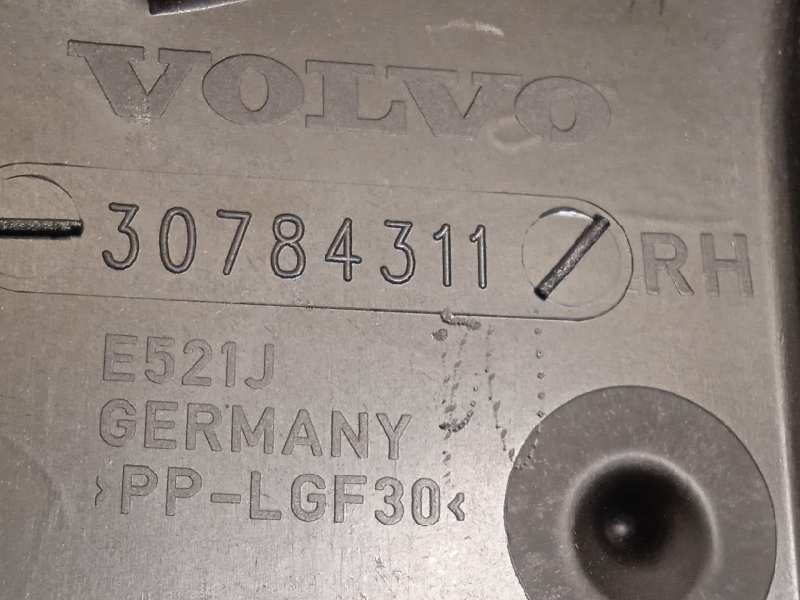 VOLVO
30784311 RH
E521J
GERMANY
>PP-LGF30<